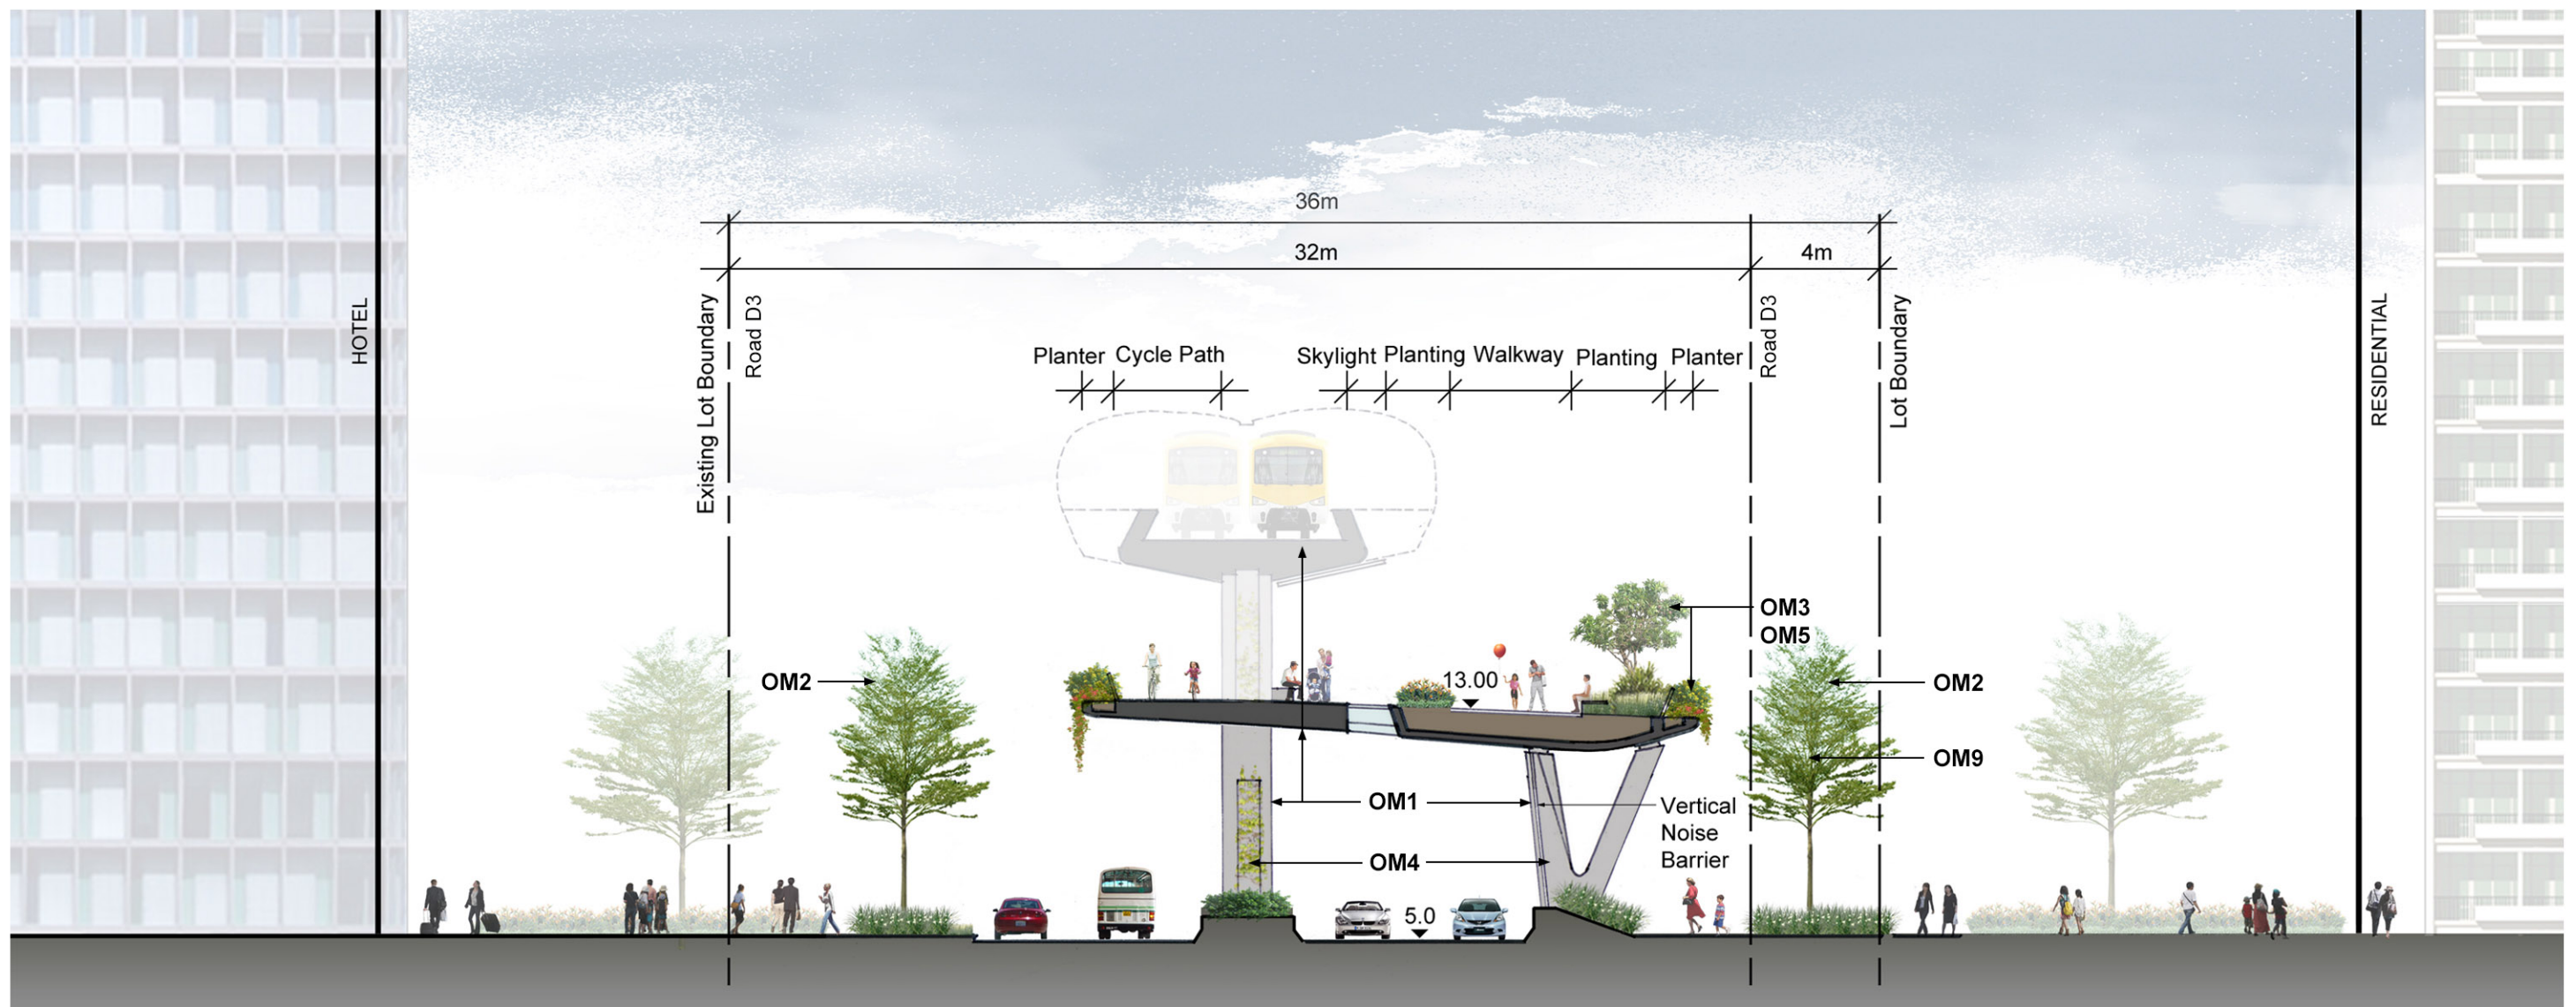 36m
32m
4m
HOTEL
Existing Lot Boundary
Road D3
Planter
Cycle Path
Skylight
Planting
Walkway
Planting
Planter
Road D3
Lot Boundary
RESIDENTIAL
OM3
OM5
OM2
13.00
OM2
OM9
OM1
Vertical
Noise
Barrier
OM4
5.0